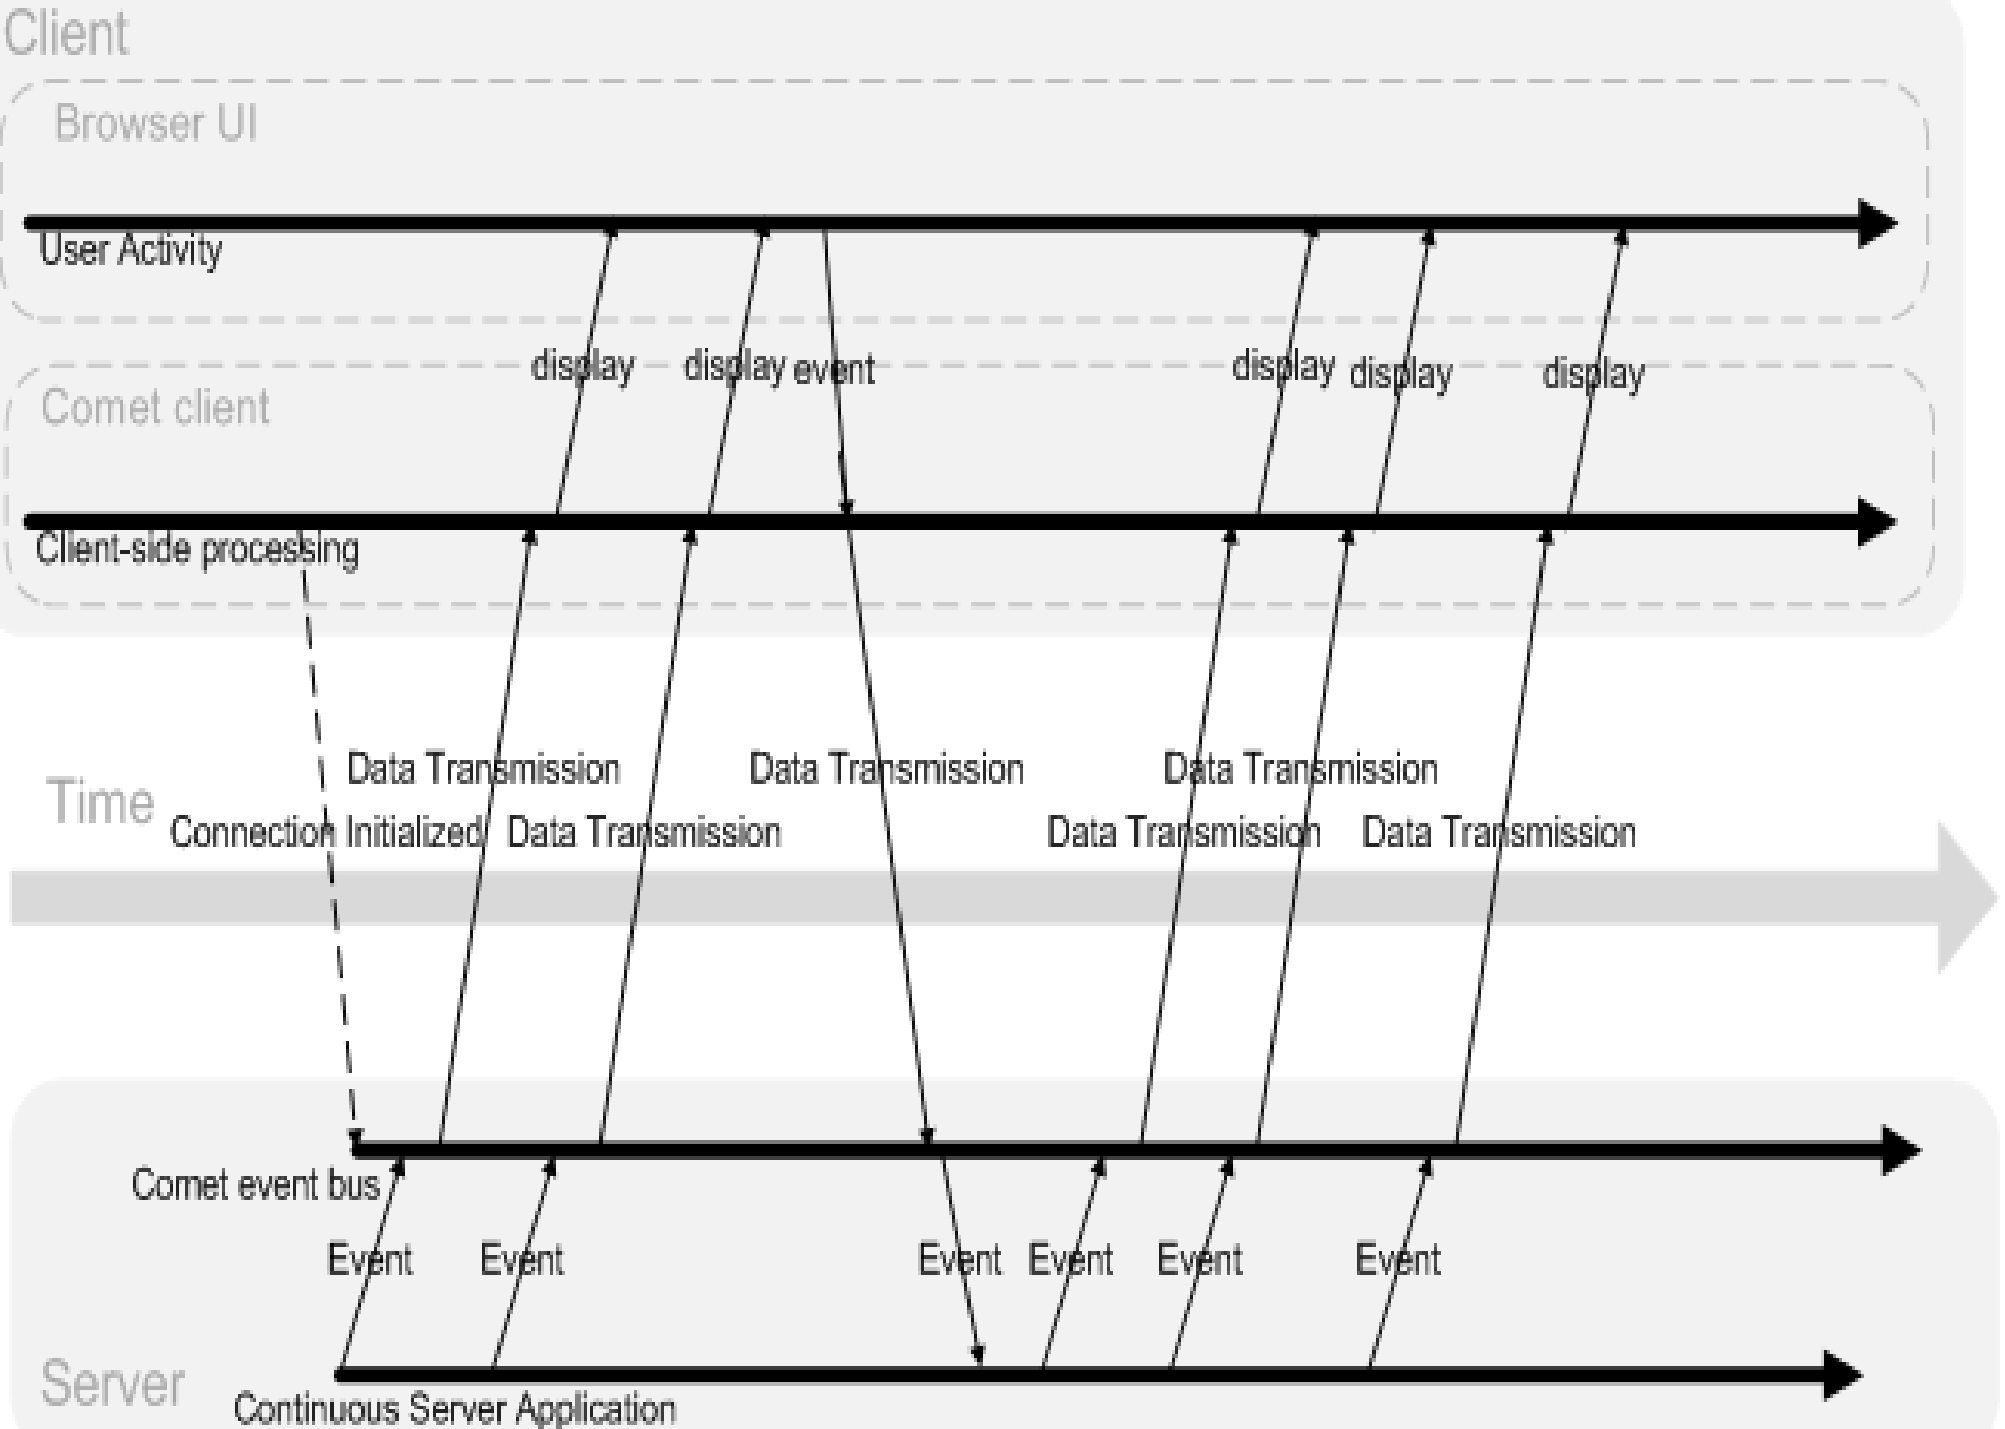 Client
Browser UI
User Activity
display display event display display display
Comet client
Client-side processing
Data Transmission Data Transmission Data Transmission
Time
Connection Initialized Data Transmission Data Transmission Data Transmission
Comet event bus
Event Event Event Event Event Event
Server
Continuous Server Application